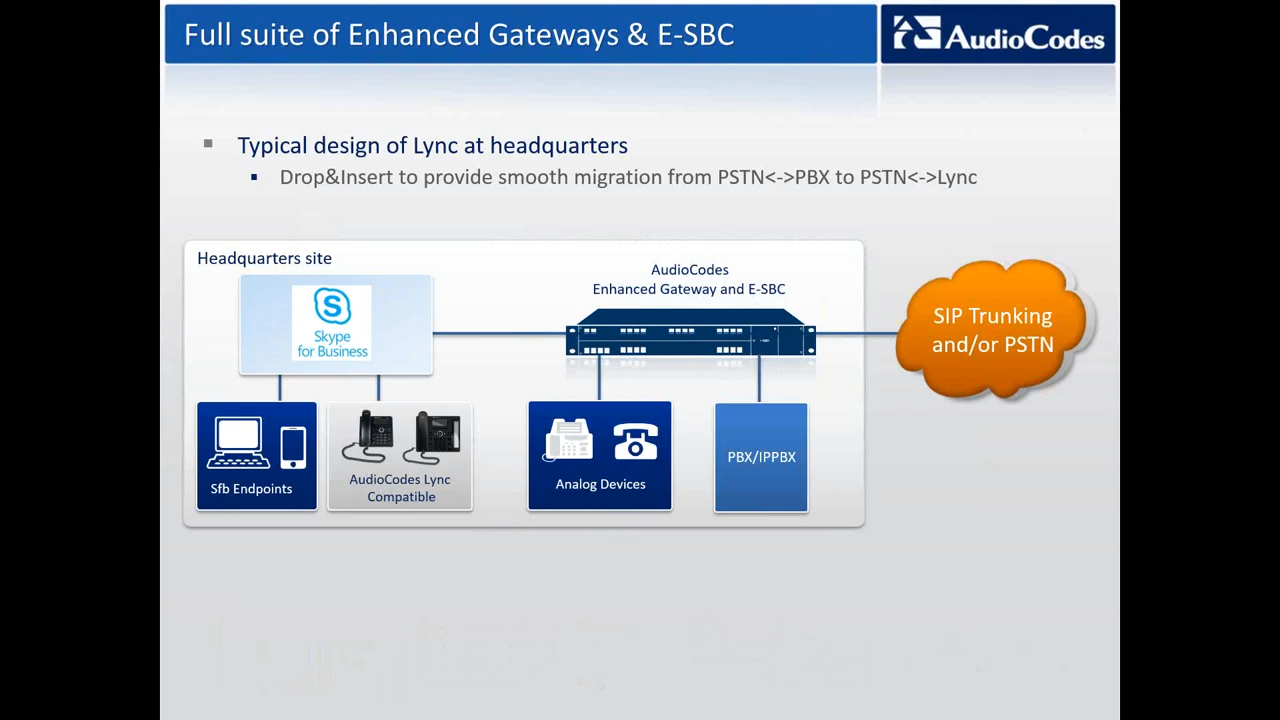 Full suite of Enhanced Gateways & E-SBC
AudioCodes
Typical design of Lync at headquarters
Drop&Insert to provide smooth migration from PSTN<->PBX to PSTN<->Lync
Headquarters site
Skype
for Business
AudioCodes
Enhanced Gateway and E-SBC
SIP Trunking
and/or PSTN
Sfb Endpoints
AudioCodes Lync
Compatible
Analog Devices
PBX/IPPBX